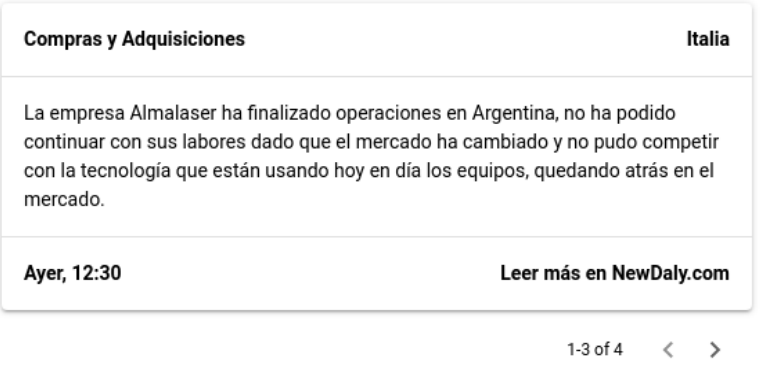 Compras y Adquisiciones Italia
La empresa Almalaser ha finalizado operaciones en Argentina, no ha podido
continuar con sus labores dado que el mercado ha cambiado y no pudo competir
con la tecnología que están usando hoy en día los equipos, quedando atrás en el
mercado.
Ayer, 12:30 Leer más en NewDaly.com
1-3 of 4